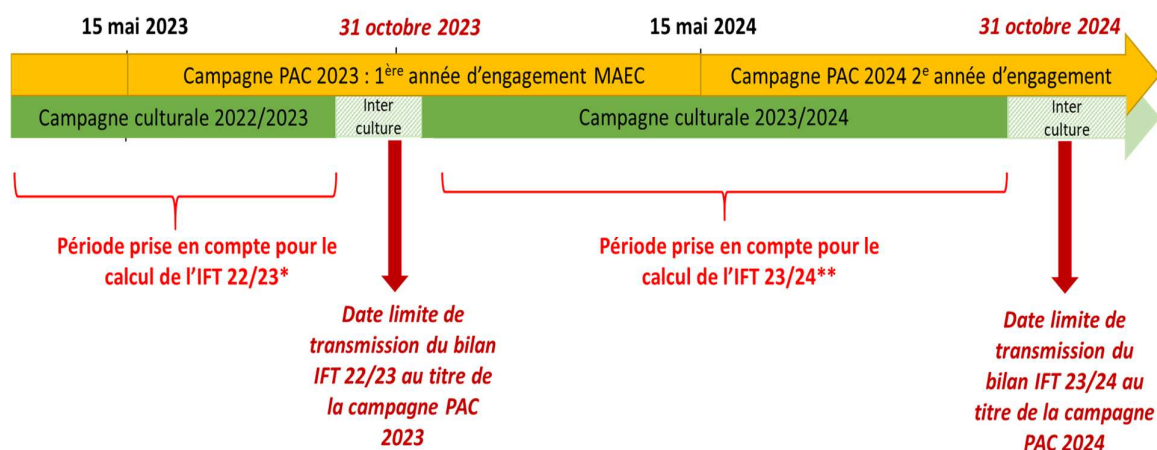 15 mai 2023
31 octobre 2023
15 mai 2024
31 octobre 2024
Campagne PAC 2023 : 1ère année d’engagement MAEC
Campagne PAC 2024 2e année d’engagement
Campagne culturale 2022/2023
Inter
culture
Campagne culturale 2023/2024
Inter
culture
Période prise en compte pour le
calcul de l’IFT 22/23*
Période prise en compte pour le
calcul de l’IFT 23/24**
Date limite de
transmission du bilan
IFT 22/23 au titre de
la campagne PAC
2023
Date limite de
transmission du
bilan IFT 23/24 au
titre de la campagne
PAC 2024